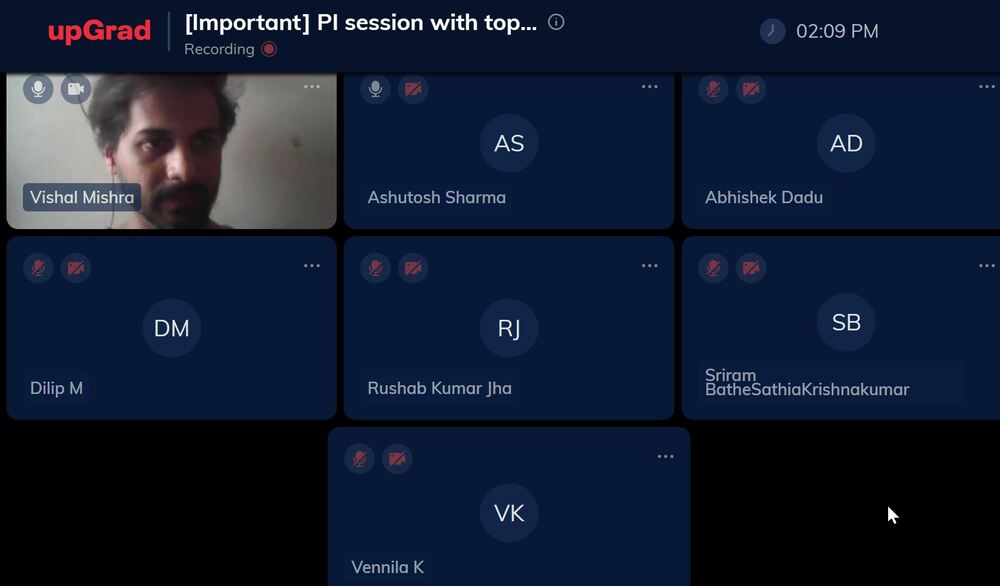 upGrad
[Important] PI session with top...
Recording
02:09 PM
Vishal Mishra
AS
Ashutosh Sharma
AD
Abhishek Dadu
DM
Dilip M
RJ
Rushab Kumar Jha
SB
Sriram
BatheSathiaKrishnakumar
VK
Vennila K